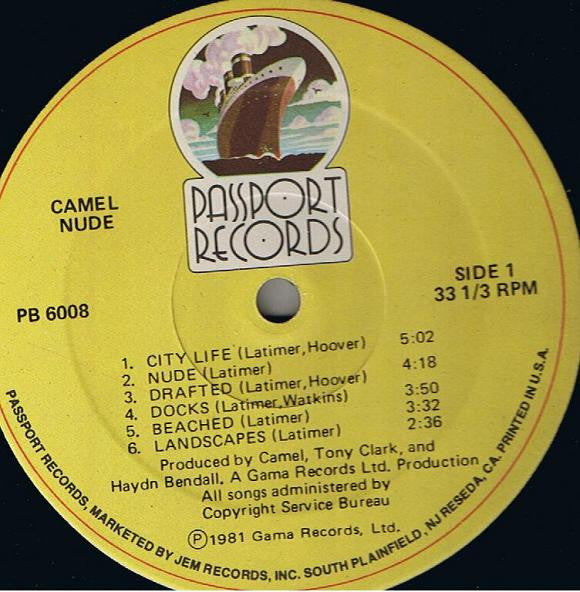 PASSPORT
RECORDS
CAMEL
NUDE
PB 6008
SIDE 1
33 1/3 RPM
1. CITY LIFE (Latimer,Hoover) 5:02
2. NUDE (Latimer)
3. DRAFTED (Latimer,Hoover) 4:18
4. DOCKS (Latimer,Watkins) 3:50
5. BEACHED (Latimer) 3:32
6. LANDSCAPES (Latimer) 2:36
Produced by Camel, Tony Clark, and
Haydn Bendall. A Gama Records Ltd. Production
All songs administered by
Copyright Service Bureau
Ⓟ1981 Gama Records, Ltd.
PASSPORT RECORDS, MARKETED BY JEM RECORDS, INC. SOUTH PLAINFIELD, NJ RESEDA, CA. PRINTED IN U.S.A.